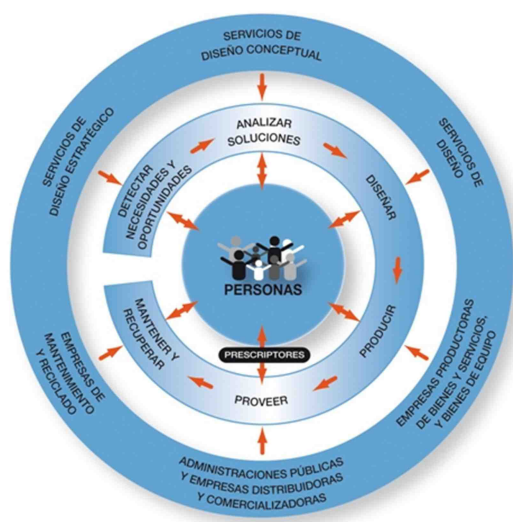 SERVICIOS DE
DISEÑO CONCEPTUAL
SERVICIOS DE
DISEÑO ESTRATÉGICO
SERVICIOS DE
DISEÑO
ANALIZAR
SOLUCIONES
DETECTAR
NECESIDADES Y
OPORTUNIDADES
DISEÑAR
PERSONAS
PRODUCIR
MANTENER Y
RECUPERAR
PRESCRIPTORES
PROVEER
EMPRESAS DE
MANTENIMIENTO
Y RECICLADO
EMPRESAS PRODUCTORAS
DE BIENES Y SERVICIOS,
Y BIENES DE EQUIPO
ADMINISTRACIONES PÚBLICAS
Y EMPRESAS DISTRIBUIDORAS
Y COMERCIALIZADORAS